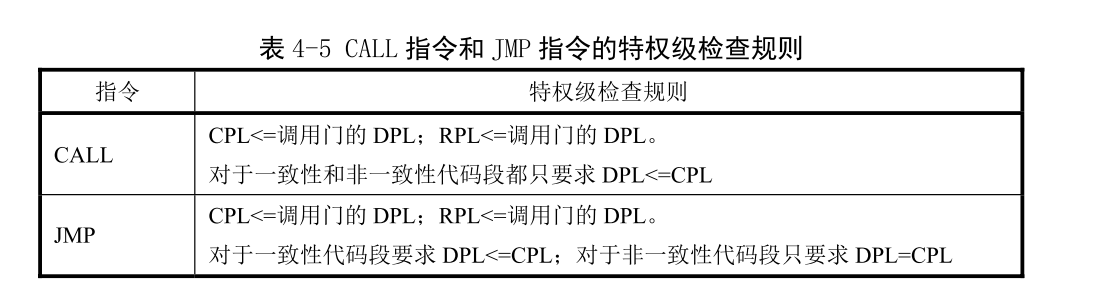 表 4-5 CALL 指令和 JMP 指令的特权级检查规则
指令 特权级检查规则
CALL
CPL<=调用门的 DPL；RPL<=调用门的 DPL。
对于一致性和非一致性代码段都只要求 DPL<=CPL
JMP
CPL<=调用门的 DPL；RPL<=调用门的 DPL。
对于一致性代码段要求 DPL<=CPL；对于非一致性代码段只要求 DPL=CPL